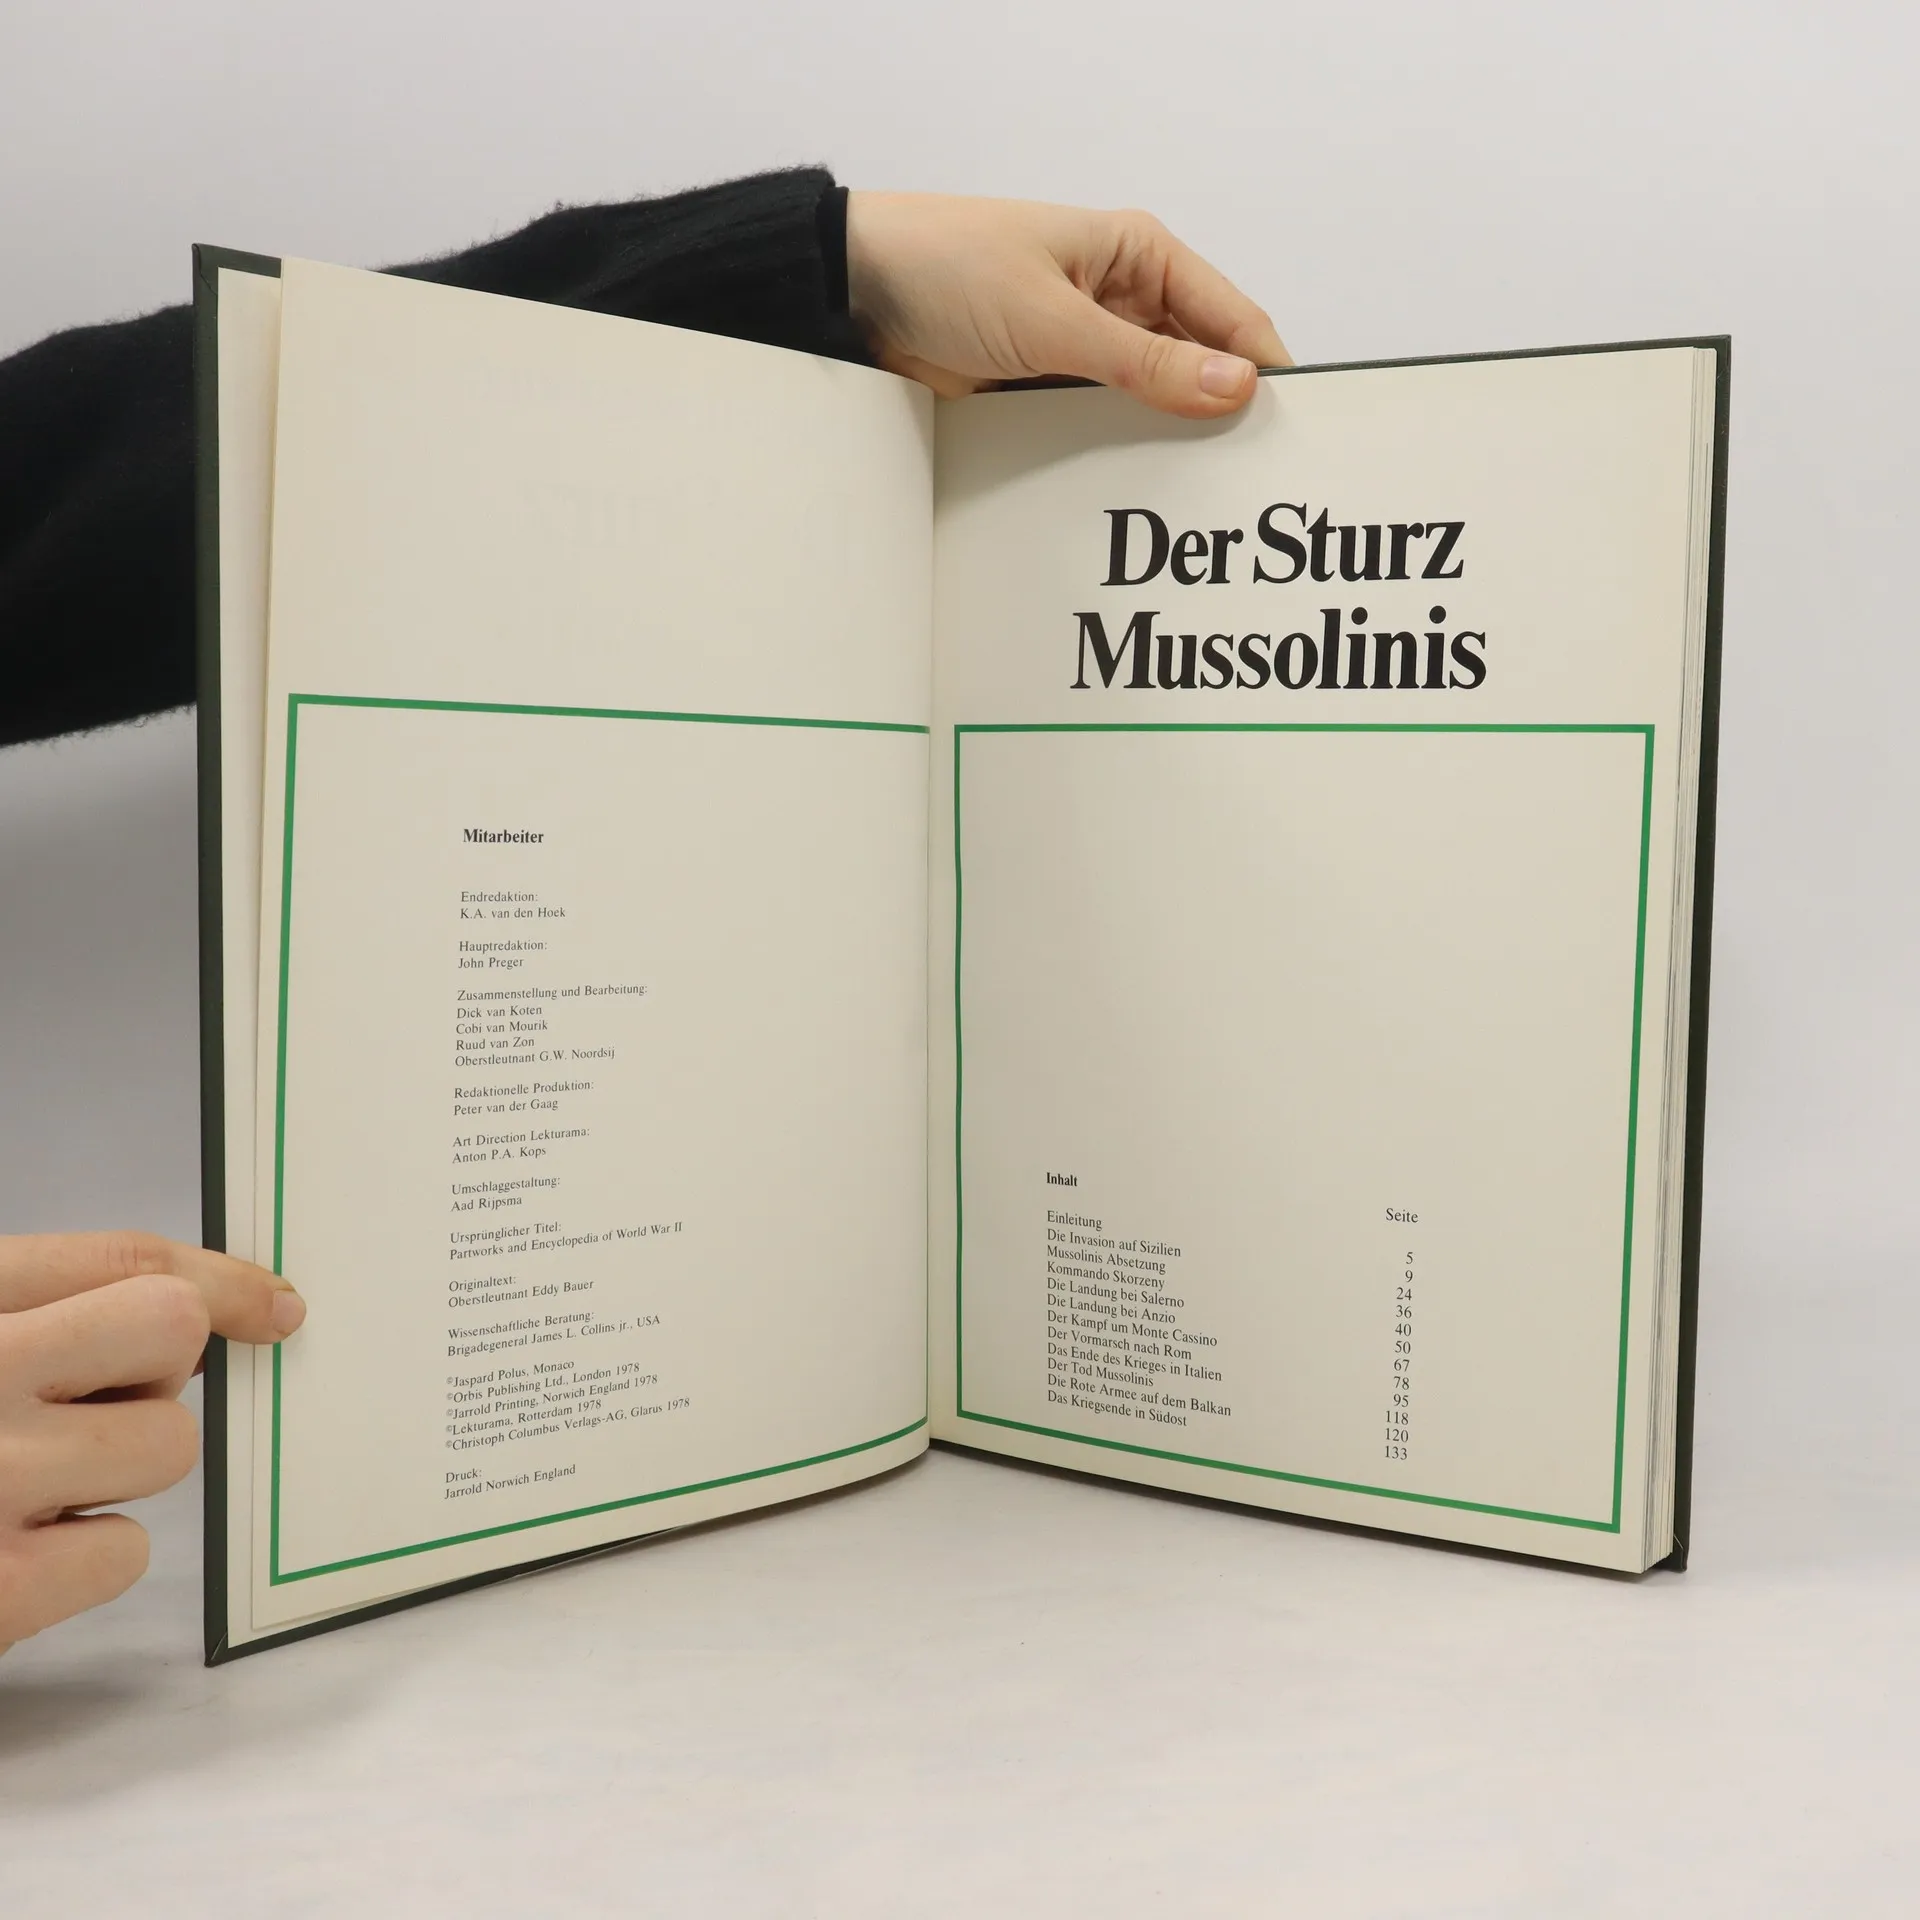 Mitarbeiter
Endredaktion:
K.A. van den Hoek
Hauptredaktion:
John Preger
Zusammenstellung und Bearbeitung:
Dick van Koten
Cobi van Mourik
Ruud van Zon
Oberstleutnant G.W. Noordsij
Redaktionelle Produktion:
Peter van der Gaag
Art Direction Lekturama:
Anton P.A. Kops
Umschlaggestaltung:
Aad Rijpsma
Ursprünglicher Titel:
Partworks and Encyclopedia of World War II
Originaltext:
Oberstleutnant Eddy Bauer
Wissenschaftliche Beratung:
Brigadegeneral James L. Collins jr., USA
©Jaspard Polus, Monaco
©Orbis Publishing Ltd., London 1978
©Jarrold Printing, Norwich England 1978
©Lekturama, Rotterdam 1978
©Christoph Columbus Verlags-AG, Glarus 1978
Druck:
Jarrold Norwich England
Der Sturz
Mussolinis
Inhalt
Seite
Einleitung 5
Die Invasion auf Sizilien 9
Mussolinis Absetzung 24
Kommando Skorzeny 36
Die Landung bei Salerno 40
Die Landung bei Anzio 50
Der Kampf um Monte Cassino 67
Der Vormarsch nach Rom 78
Das Ende des Krieges in Italien 95
Der Tod Mussolinis 118
Die Rote Armee auf dem Balkan 120
Das Kriegsende in Südost 133